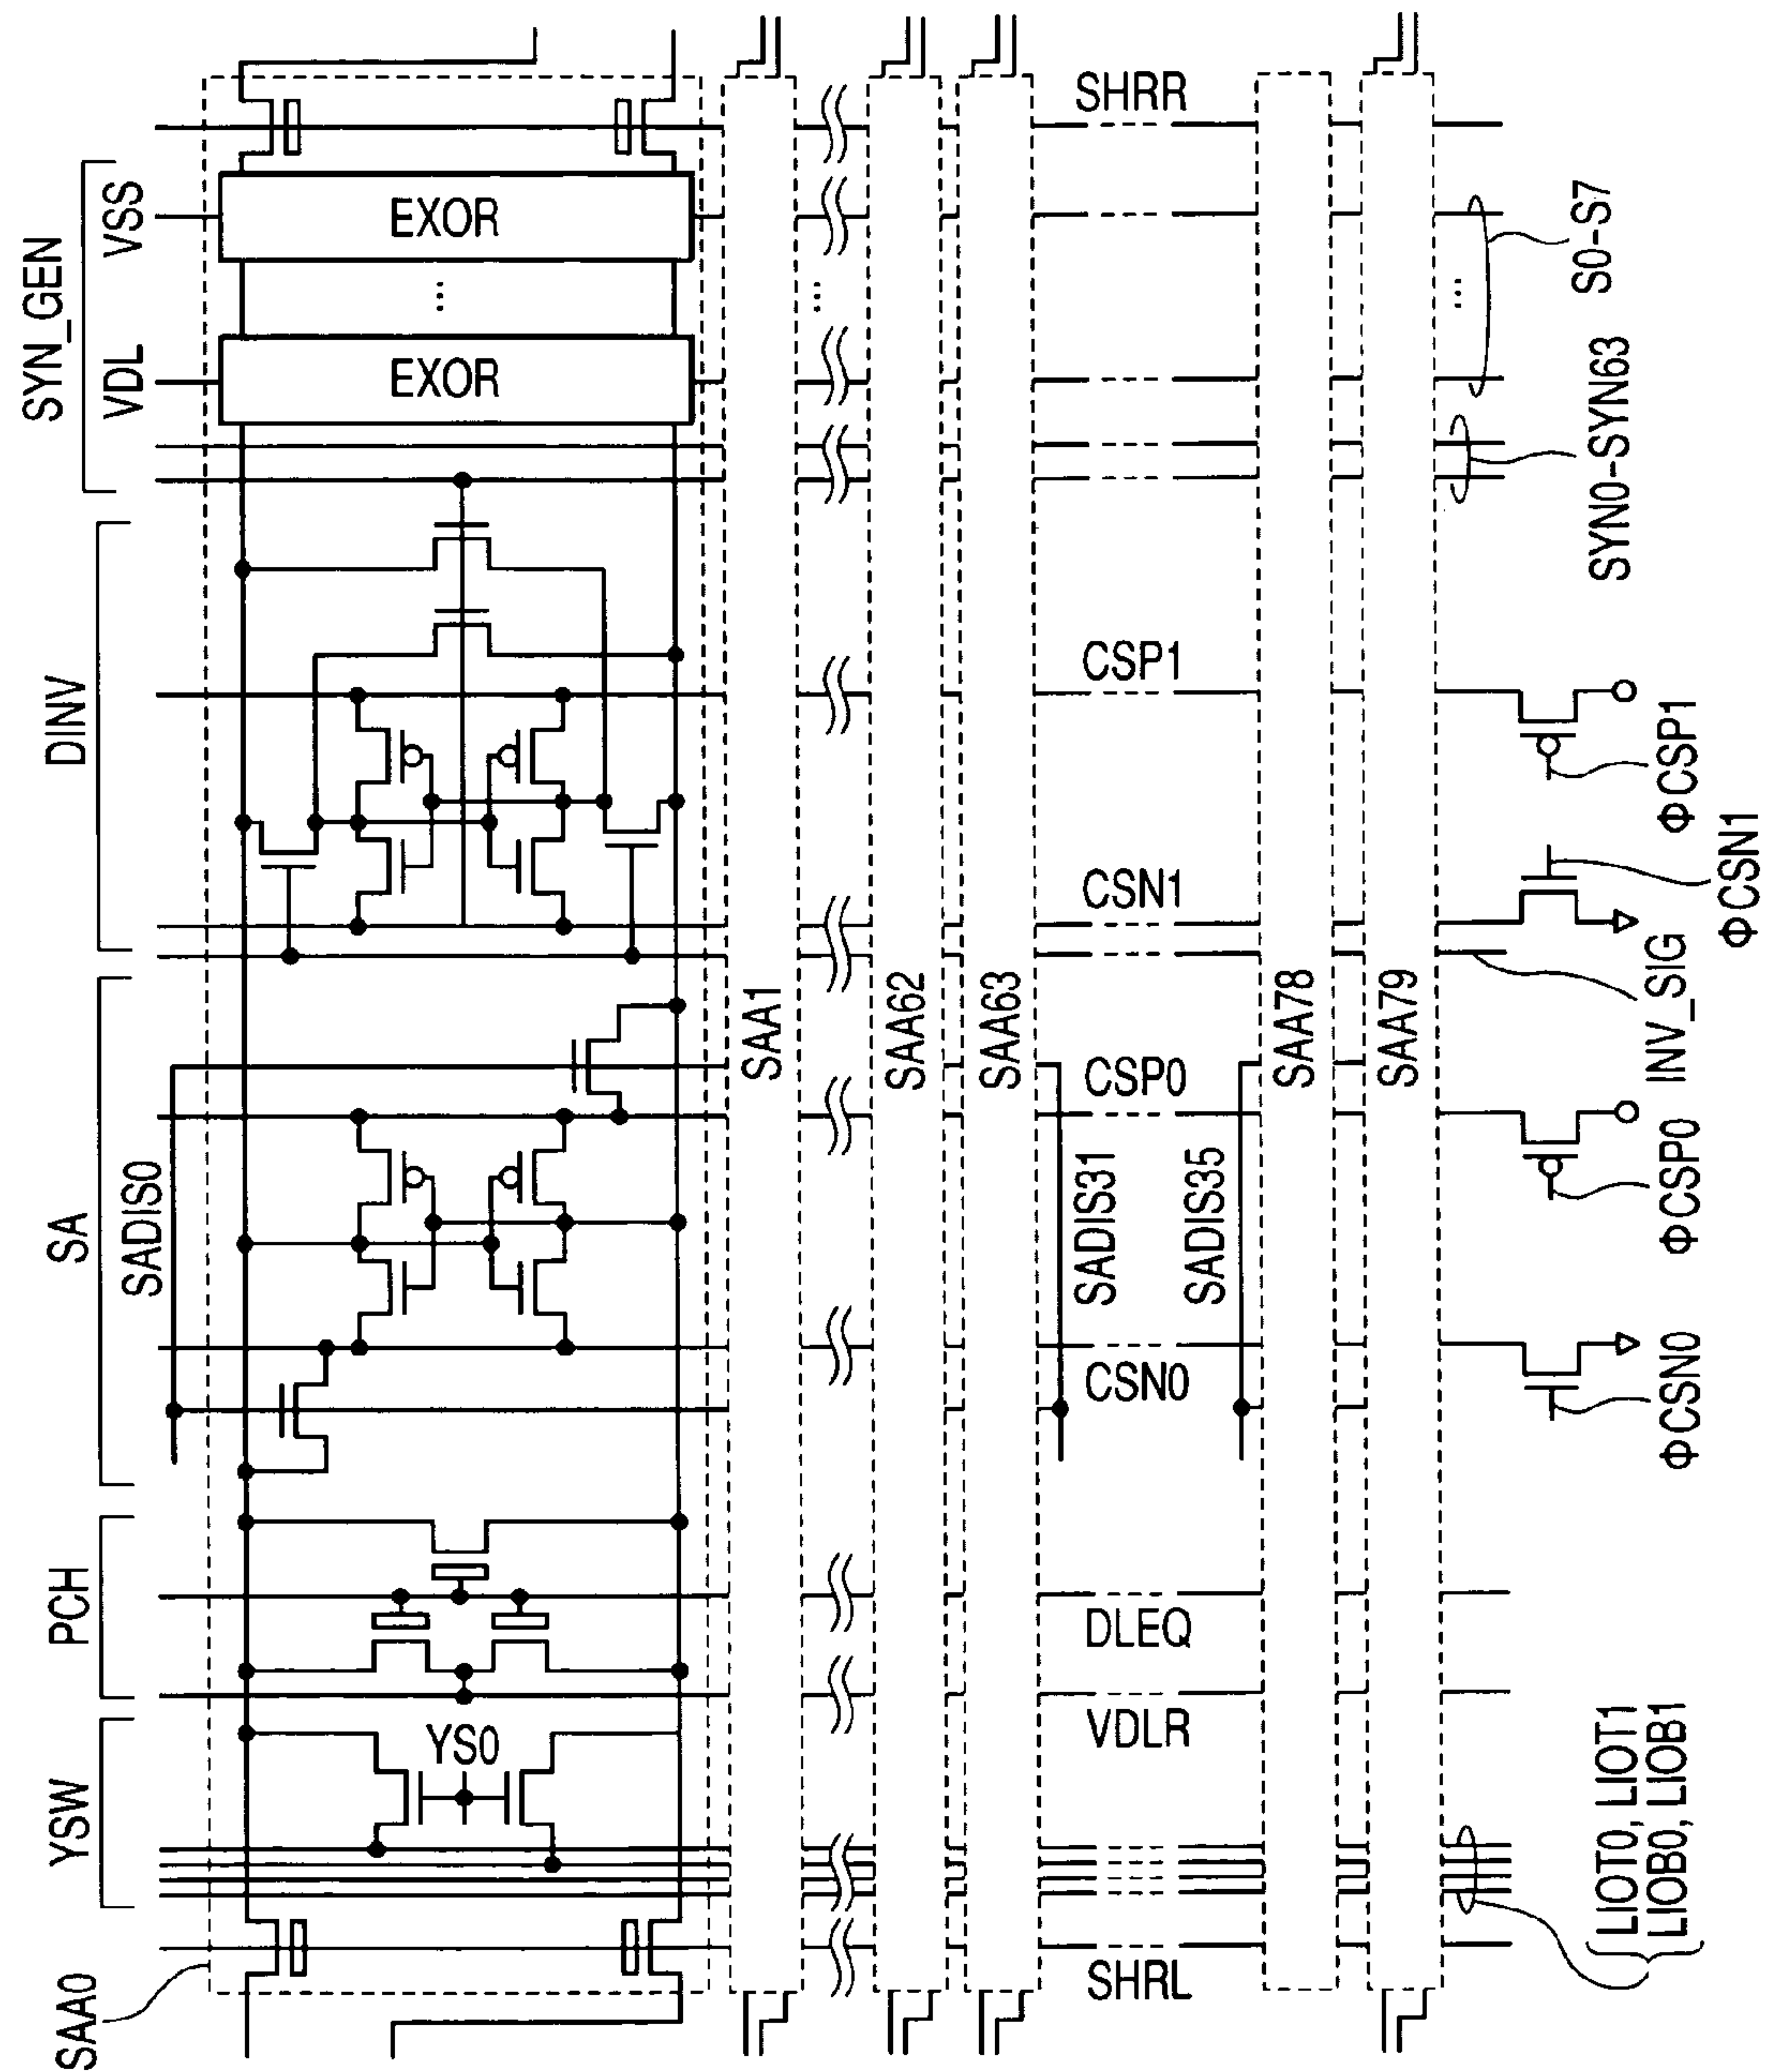 SAA0
YSW
PCH
SA
DINV
SYN_GEN
SADIS0
VDL
VSS
YS0
EXOR
...
EXOR
SAA1
...
SAA62
SAA63
SHRL
VDLR
DLEQ
CSN0
CSP0
CSN1
CSP1
SHRR
SADIS31
SADIS35
SAA78
SAA79
...
LIOT0, LIOT1
LIOB0, LIOB1
ΦCSN0
ΦCSP0
INV_SIG
ΦCSN1
ΦCSP1
SYN0-SYN63
S0-S7